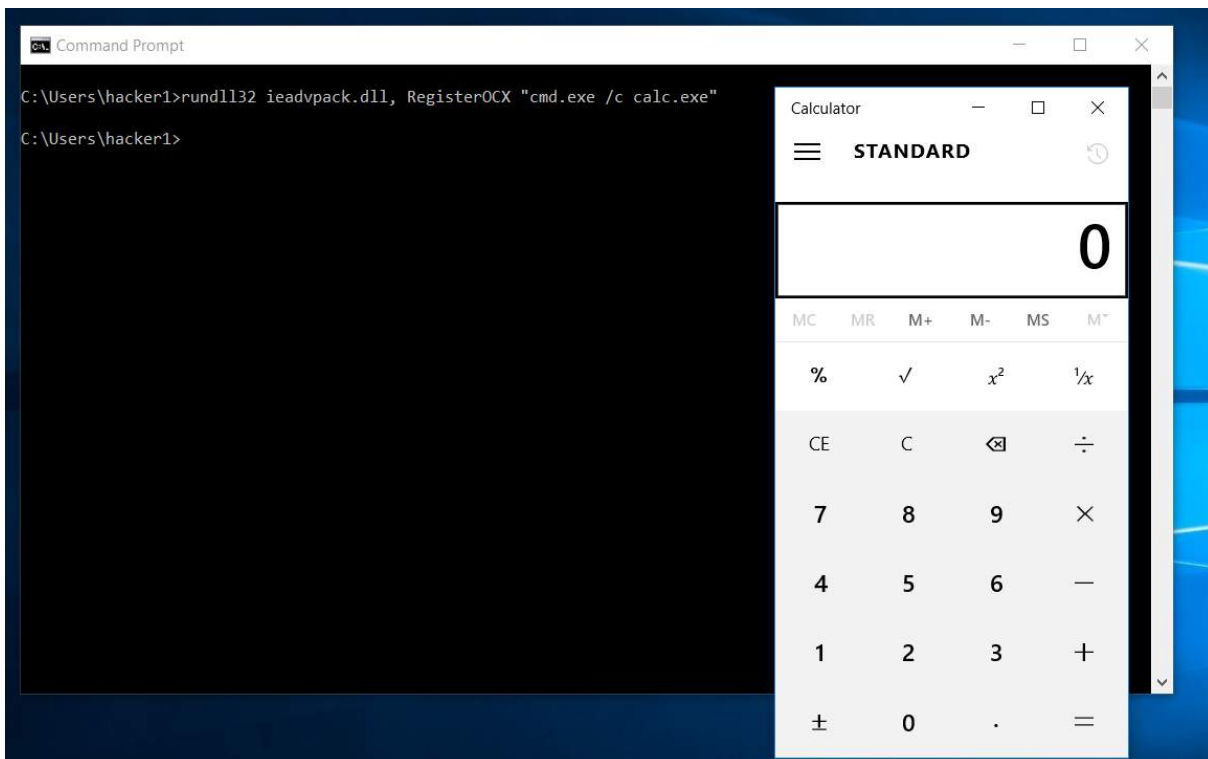 Command Prompt
C:\Users\hacker1>rundll32 ieadvpack.dll, RegisterOCX "cmd.exe /c calc.exe"
C:\Users\hacker1>
Calculator
STANDARD
0
MC MR M+ M- MS M˅
% √ x² ¹/x
CE C ⌫ ÷
7 8 9 ×
4 5 6 −
1 2 3 +
± 0 . =